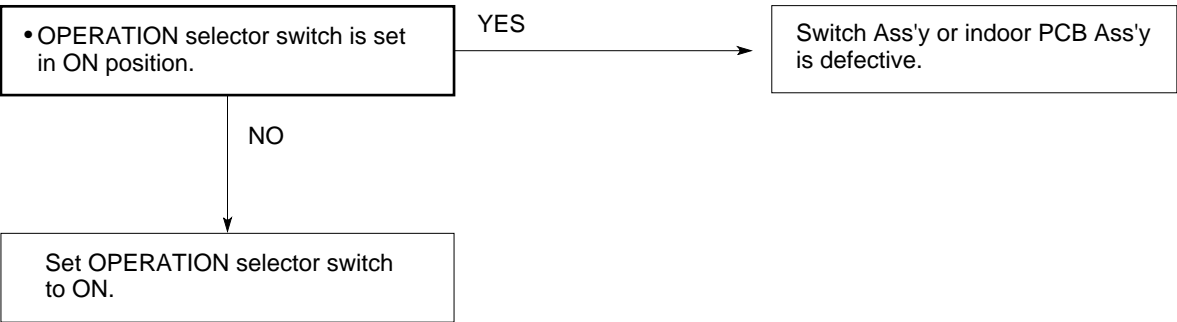 • OPERATION selector switch is set
in ON position.
YES
Switch Ass'y or indoor PCB Ass'y
is defective.
NO
Set OPERATION selector switch
to ON.